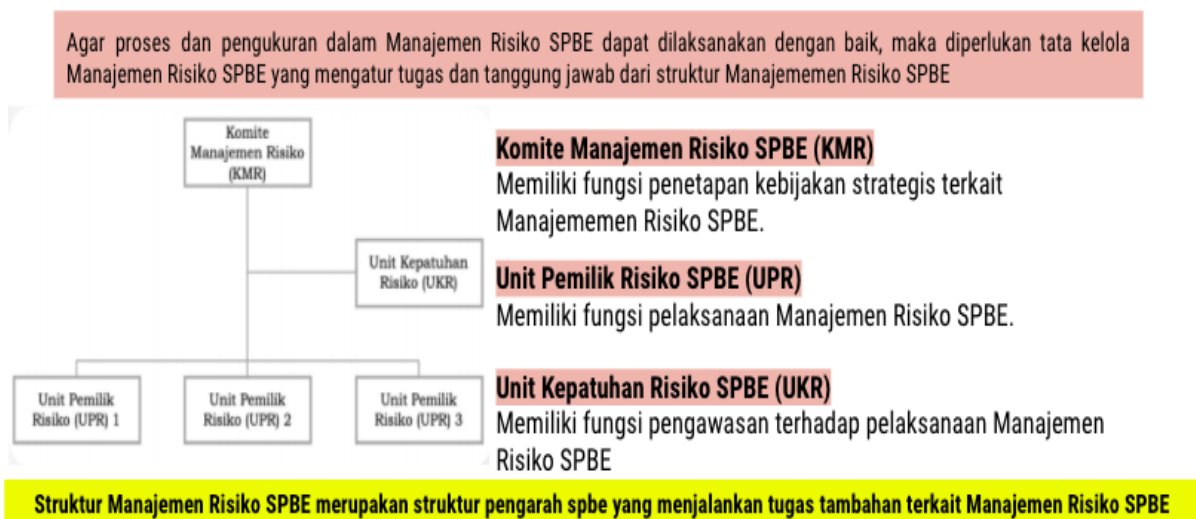 Agar proses dan pengukuran dalam Manajemen Risiko SPBE dapat dilaksanakan dengan baik, maka diperlukan tata kelola
Manajemen Risiko SPBE yang mengatur tugas dan tanggung jawab dari struktur Manajememen Risiko SPBE
Komite
Manajemen Risiko
(KMR)
Unit Kepatuhan
Risiko (UKR)
Unit Pemilik
Risiko (UPR) 1
Unit Pemilik
Risiko (UPR) 2
Unit Pemilik
Risiko (UPR) 3
Komite Manajemen Risiko SPBE (KMR)
Memiliki fungsi penetapan kebijakan strategis terkait
Manajememen Risiko SPBE.
Unit Pemilik Risiko SPBE (UPR)
Memiliki fungsi pelaksanaan Manajemen Risiko SPBE.
Unit Kepatuhan Risiko SPBE (UKR)
Memiliki fungsi pengawasan terhadap pelaksanaan Manajemen
Risiko SPBE
Struktur Manajemen Risiko SPBE merupakan struktur pengarah spbe yang menjalankan tugas tambahan terkait Manajemen Risiko SPBE